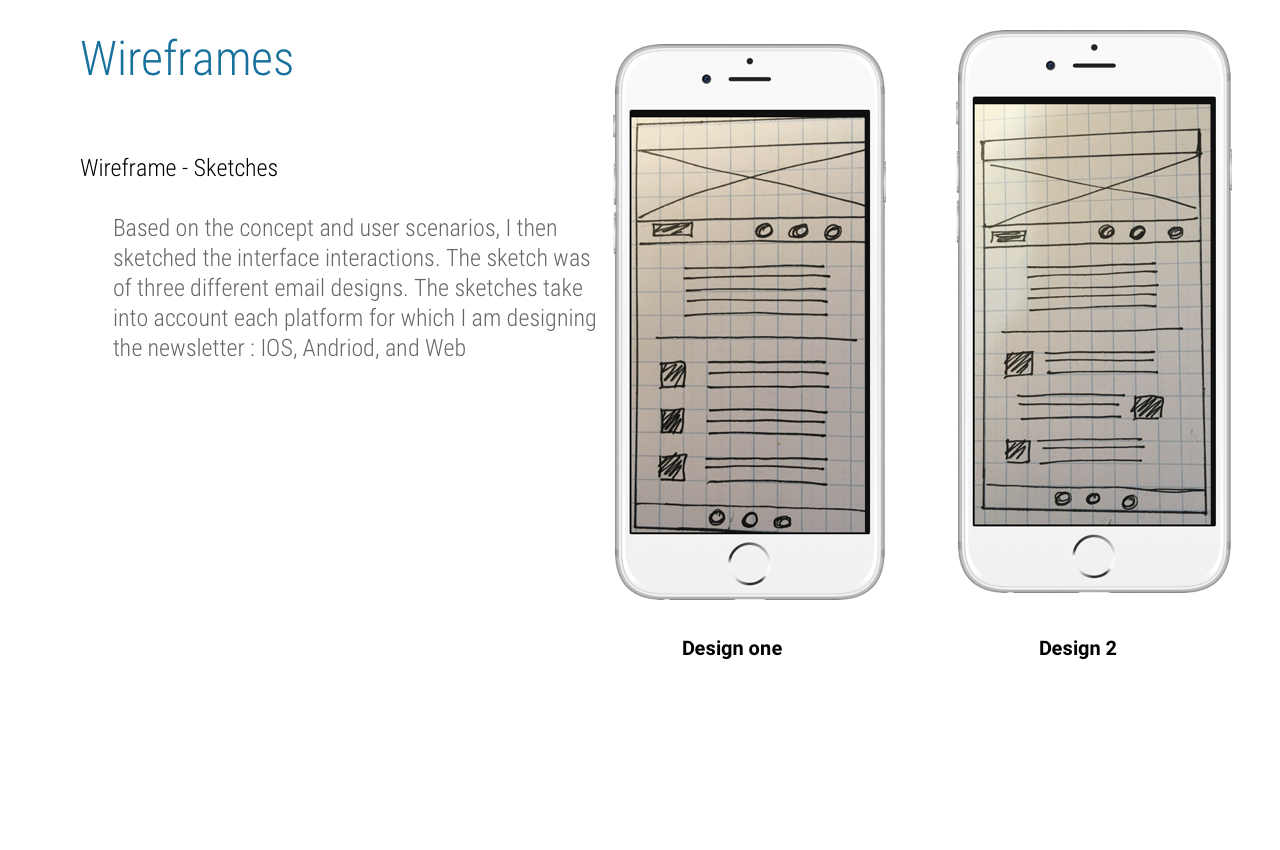 Wireframes
Wireframe - Sketches
Based on the concept and user scenarios, I then
sketched the interface interactions. The sketch was
of three different email designs. The sketches take
into account each platform for which I am designing
the newsletter : IOS, Andriod, and Web
Design one
Design 2